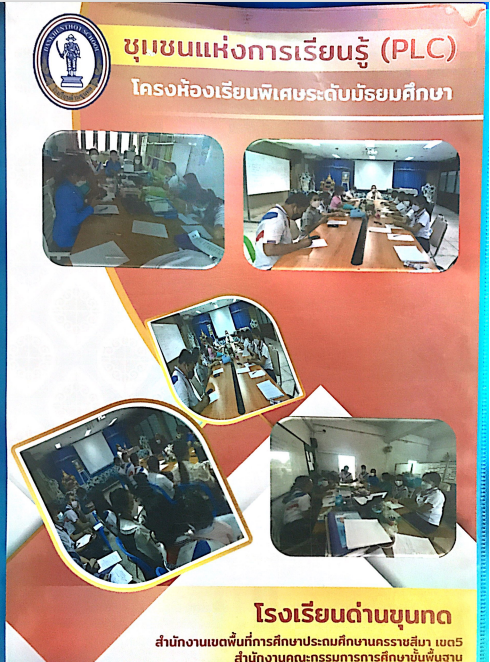 ชุมชนแห่งการเรียนรู้ (PLC)
โครงห้องเรียนพิเศษระดับมัธยมศึกษา
DANKHUNTHOT SCHOOL
โรงเรียนด่านขุนทด
สำนักงานเขตพื้นที่การศึกษาประถมศึกษานครราชสีมา เขต5
สำนักงานคณะกรรมการการศึกษาขั้นพื้นฐาน